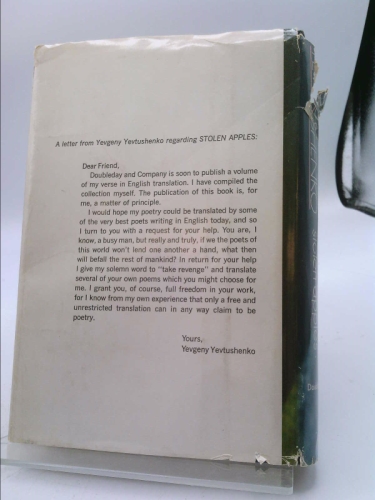 A letter from Yevgeny Yevtushenko regarding STOLEN APPLES:
Dear Friend,
Doubleday and Company is soon to publish a volume
of my verse in English translation. I have compiled the
collection myself. The publication of this book is, for
me, a matter of principle.
I would hope my poetry could be translated by some
of the very best poets writing in English today, and so
I turn to you with a request for your help. You are, I
know, a busy man, but really and truly, if we the poets of
this world won't lend one another a hand, what then
will befall the rest of mankind? In return for your help
I give my solemn word to "take revenge" and translate
several of your own poems which you might choose for
me. I grant you, of course, full freedom in your work,
for I know from my own experience that only a free and
unrestricted translation can in any way claim to be
poetry.
Yours,
Yevgeny Yevtushenko